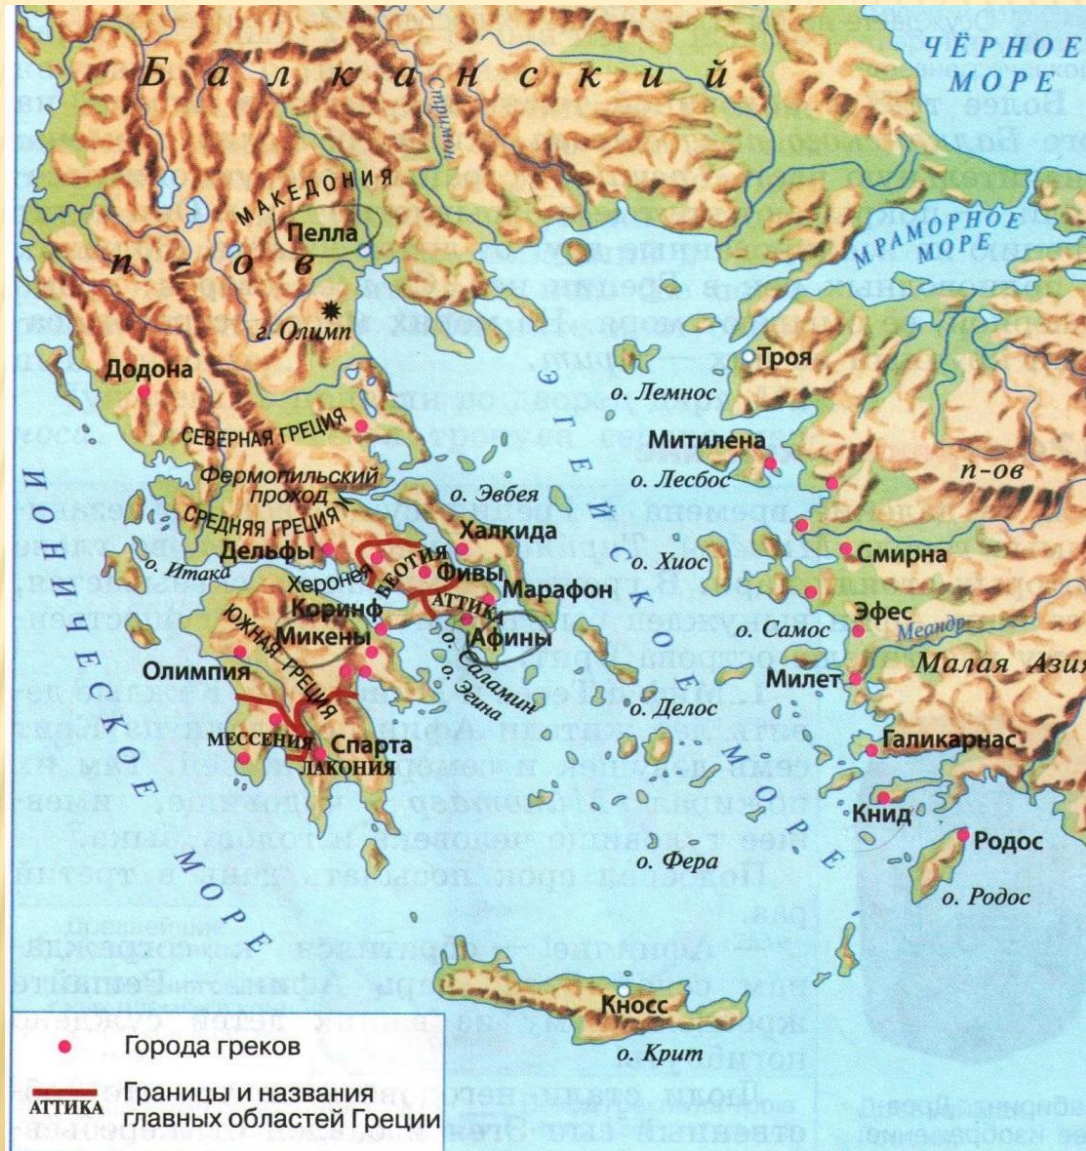 ЧЁРНОЕ
МОРЕ
Балканский
п-ов
Стримон
МАКЕДОНИЯ
Пелла
г. Олимп
МРАМОРНОЕ
МОРЕ
Додона
Троя
о. Лемнос
СЕВЕРНАЯ ГРЕЦИЯ
Митилена
о. Лесбос
п-ов
Фермопильский
проход
о. Эвбея
СРЕДНЯЯ ГРЕЦИЯ
Халкида
Дельфы
о. Итака
Херонея
БЕОТИЯ
Фивы
о. Хиос
Смирна
АТТИКА
Марафон
Коринф
Микены
Афины
ЮЖНАЯ ГРЕЦИЯ
о. Саламин
о. Эгина
Эфес
о. Самос
Меандр
Олимпия
Малая Азия
Милет
о. Делос
МЕССЕНИЯ
Спарта
ЛАКОНИЯ
Галикарнас
Книд
Родос
о. Фера
о. Родос
ИОНИЧЕСКОЕ МОРЕ
ЭГЕЙСКОЕ МОРЕ
Кносс
о. Крит
Города греков
АТТИКА
Границы и названия
главных областей Греции